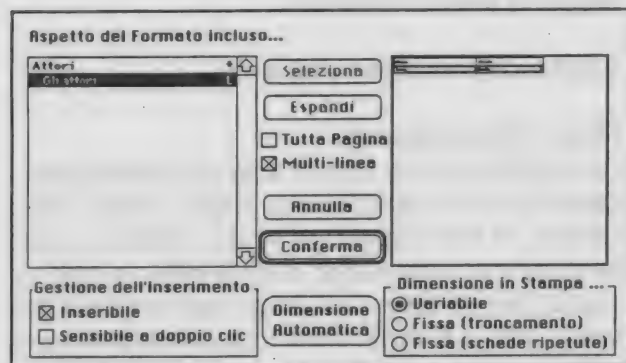 Aspetto del Formato incluso...
Attori *
Gli attori L
Seleziona
Espandi
Tutta Pagina
Multi-linea
Annulla
Conferma
Gestione dell'inserimento
Inseribile
Sensibile a doppio clic
Dimensione
Automatica
Dimensione in Stampa ...
Variabile
Fissa (troncamento)
Fissa (schede ripetute)